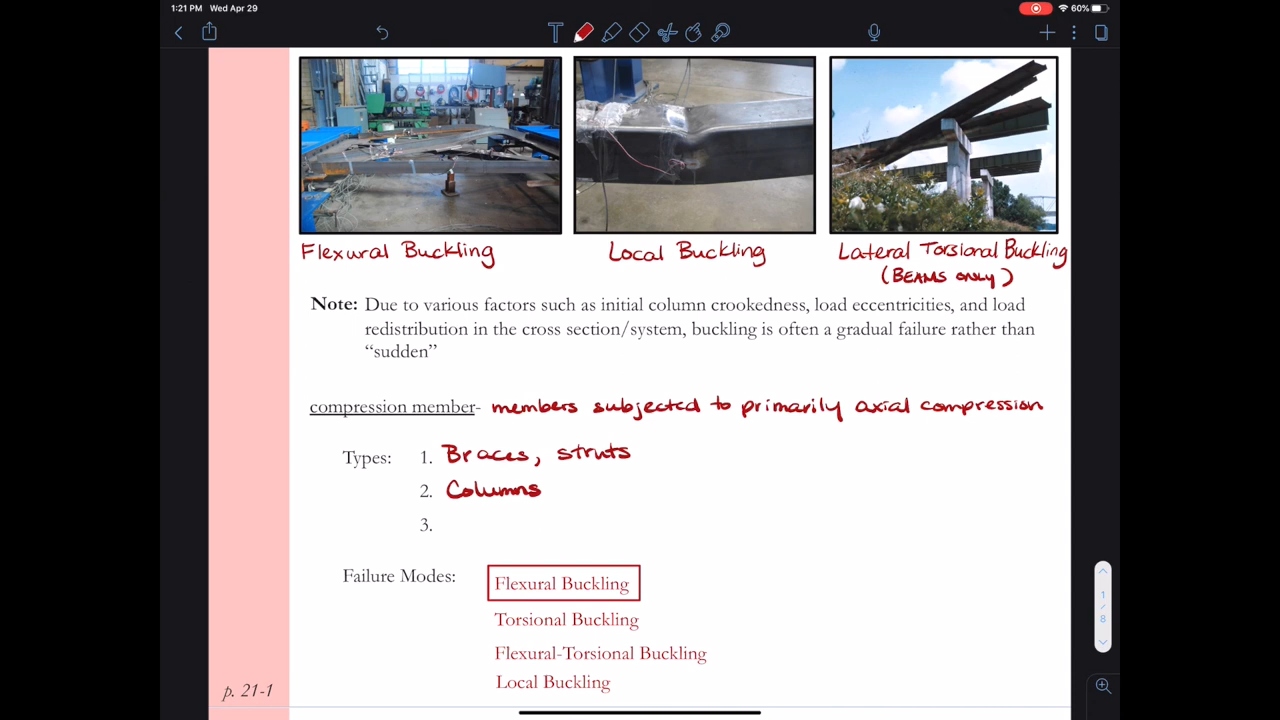 1:21 PM Wed Apr 29
60%
Flexural Buckling
Local Buckling
Lateral Torsional Buckling
(BEAMS ONLY)
Note: Due to various factors such as initial column crookedness, load eccentricities, and load
redistribution in the cross section/system, buckling is often a gradual failure rather than
“sudden”
compression member- members subjected to primarily axial compression
Types: 1. Braces, struts
2. Columns
3.
Failure Modes: Flexural Buckling
Torsional Buckling
Flexural-Torsional Buckling
Local Buckling
p. 21-1
1
/
8